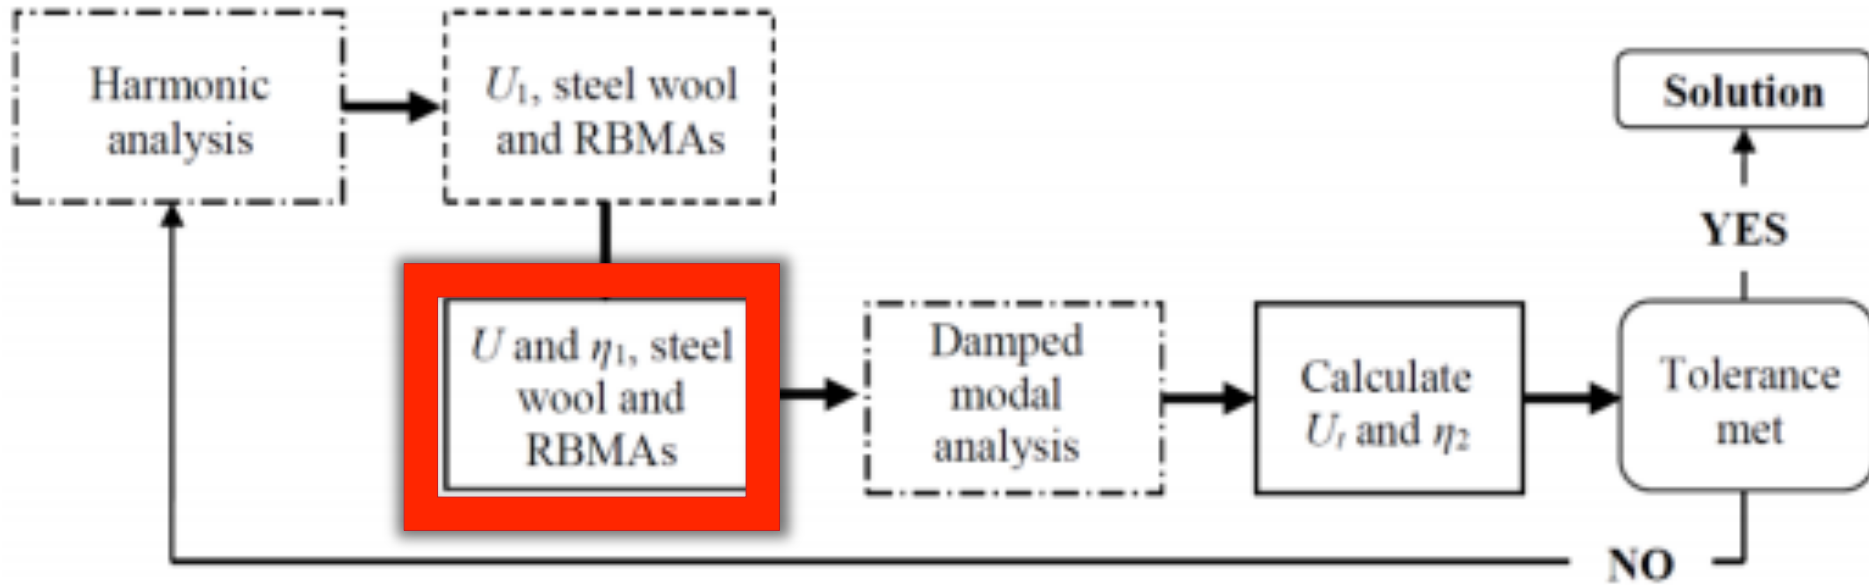 Harmonic
analysis
U₁, steel wool
and RBMAs
Solution
YES
U and η₁, steel
wool and
RBMAs
Damped
modal
analysis
Calculate
Uₜ and η₂
Tolerance
met
NO